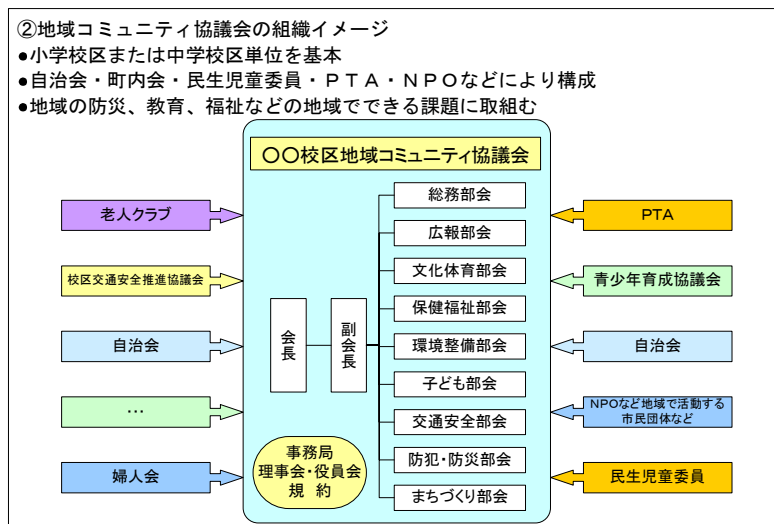 ②地域コミュニティ協議会の組織イメージ
●小学校区または中学校区単位を基本
●自治会・町内会・民生児童委員・ＰＴＡ・ＮＰＯなどにより構成
●地域の防災、教育、福祉などの地域でできる課題に取組む
〇〇校区地域コミュニティ協議会
老人クラブ
校区交通安全推進協議会
自治会
…
婦人会
会長
副会長
総務部会
広報部会
文化体育部会
保健福祉部会
環境整備部会
子ども部会
交通安全部会
防犯・防災部会
まちづくり部会
事務局
理事会・役員会
規　約
PTA
青少年育成協議会
自治会
NPOなど地域で活動する
市民団体など
民生児童委員